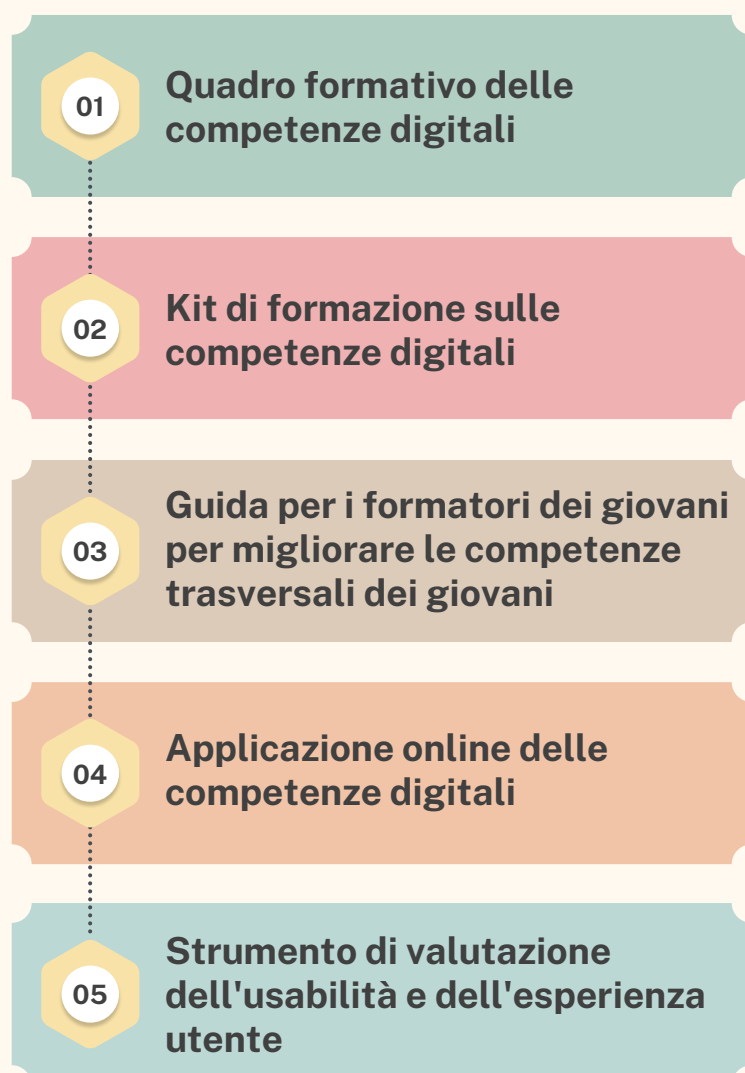 01
Quadro formativo delle
competenze digitali
02
Kit di formazione sulle
competenze digitali
03
Guida per i formatori dei giovani
per migliorare le competenze
trasversali dei giovani
04
Applicazione online delle
competenze digitali
05
Strumento di valutazione
dell'usabilità e dell'esperienza
utente